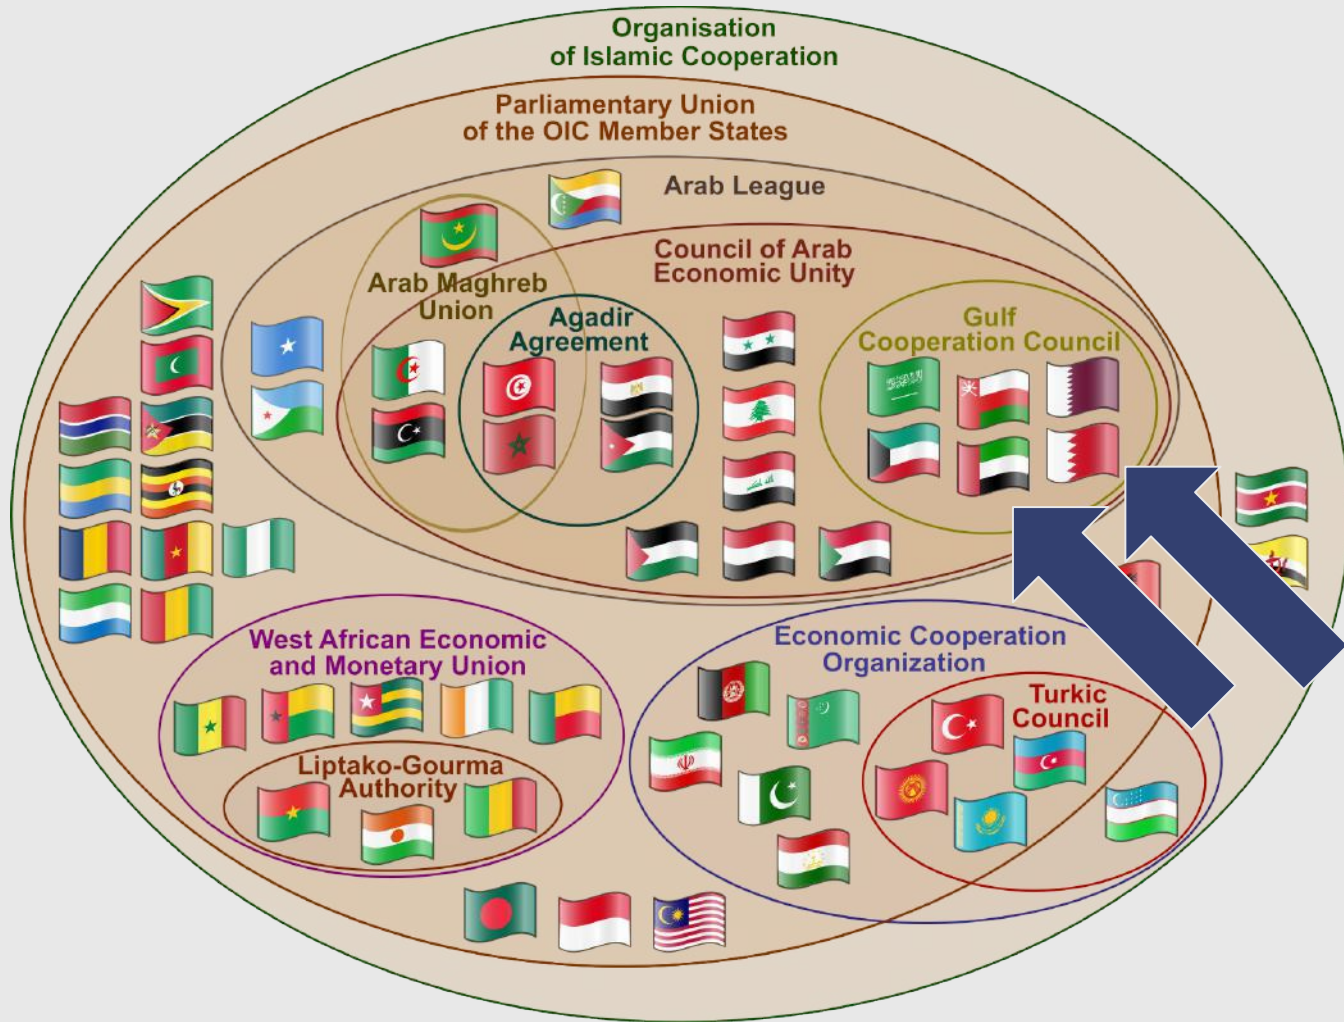 Organisation
of Islamic Cooperation
Parliamentary Union
of the OIC Member States
Arab League
Council of Arab
Economic Unity
Arab Maghreb
Union
Agadir
Agreement
Gulf
Cooperation Council
West African Economic
and Monetary Union
Liptako-Gourma
Authority
Economic Cooperation
Organization
Turkic
Council